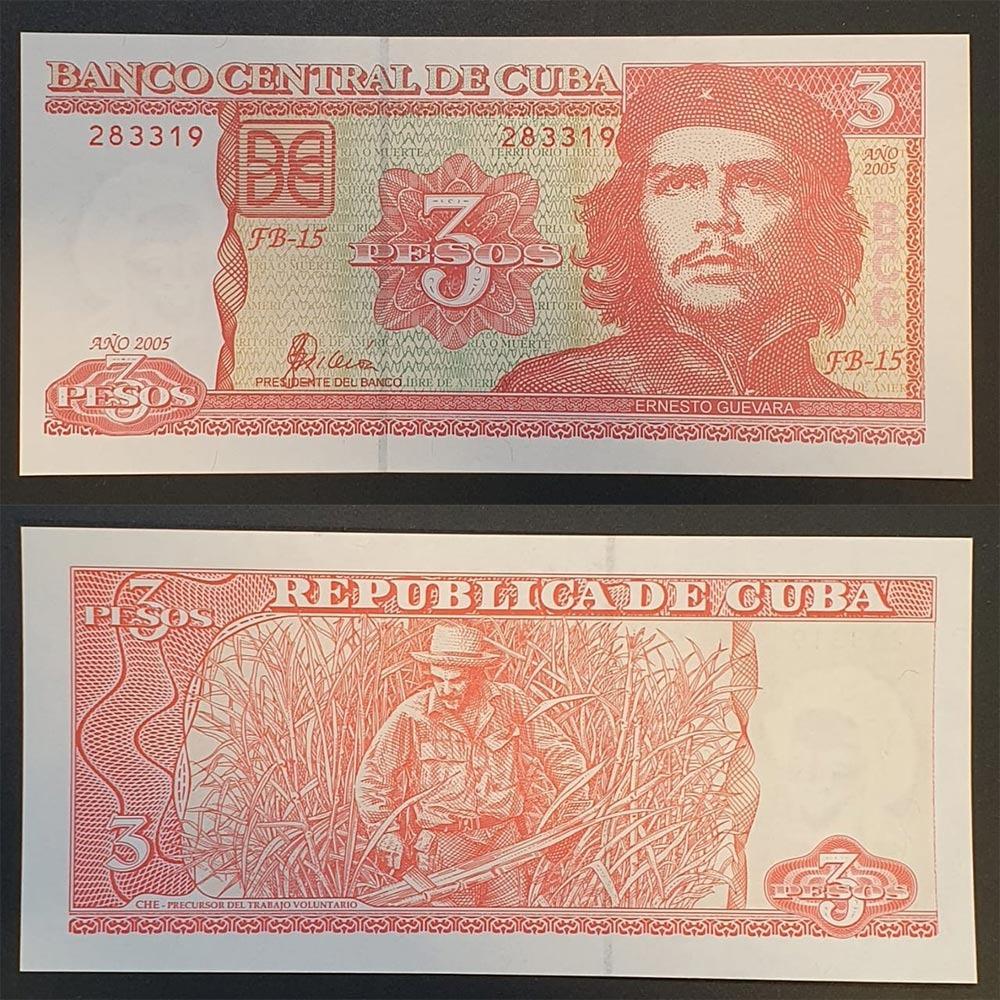 BANCO CENTRAL DE CUBA
3
283319
283319
AÑO
2005
FB-15
3
PESOS
BCC
AÑO 2005
PRESIDENTE DEL BANCO
FB-15
3
PESOS
ERNESTO GUEVARA
REPUBLICA DE CUBA
3
PESOS
3
CHE - PRECURSOR DEL TRABAJO VOLUNTARIO
3
PESOS